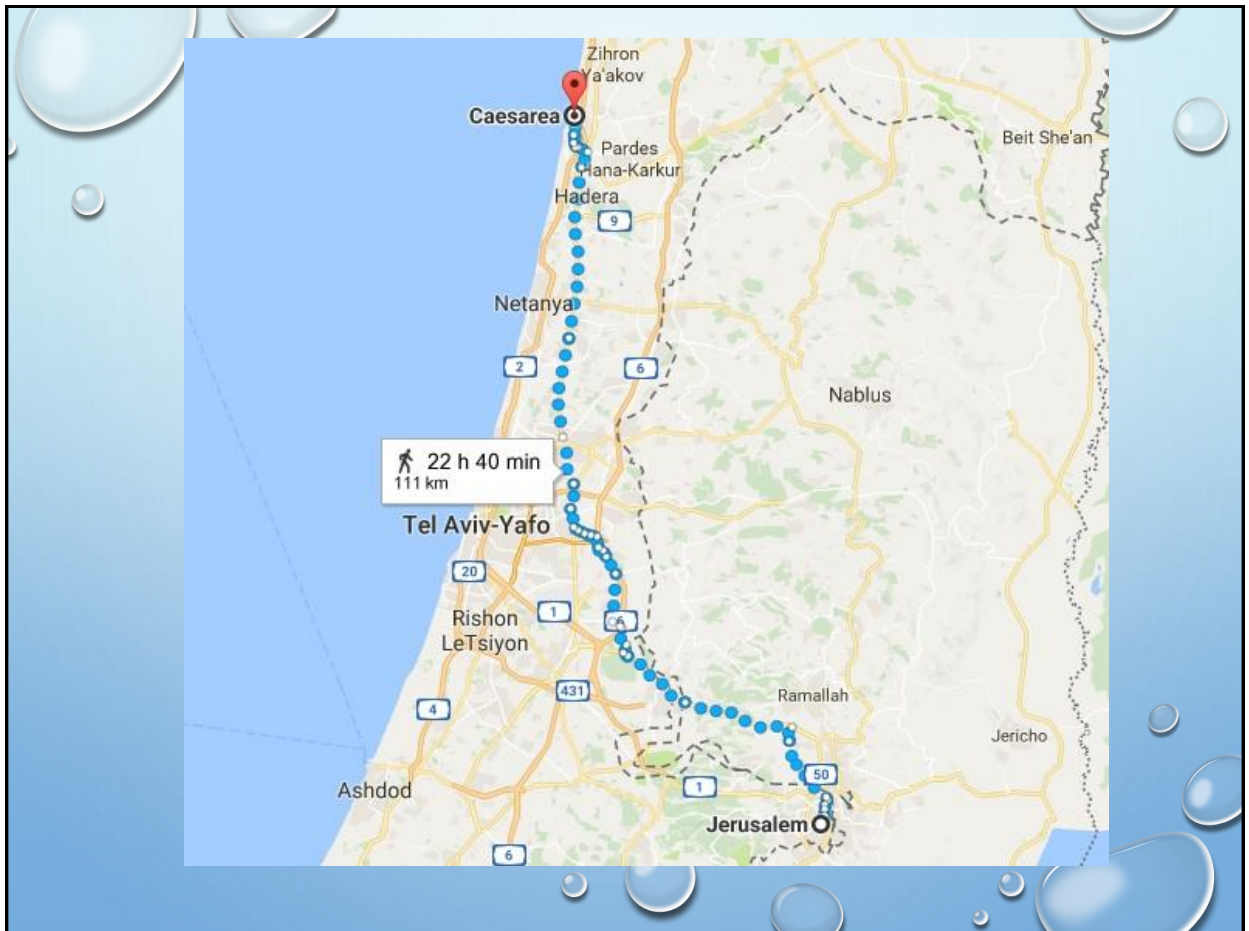 Zihron
Ya'akov
Caesarea
Beit She'an
Pardes
Hana-Karkur
Hadera
9
Netanya
2
6
Nablus
22 h 40 min
111 km
Tel Aviv-Yafo
20
1
6
Rishon
LeTsiyon
431
Ramallah
4
Jericho
50
1
Ashdod
Jerusalem
6